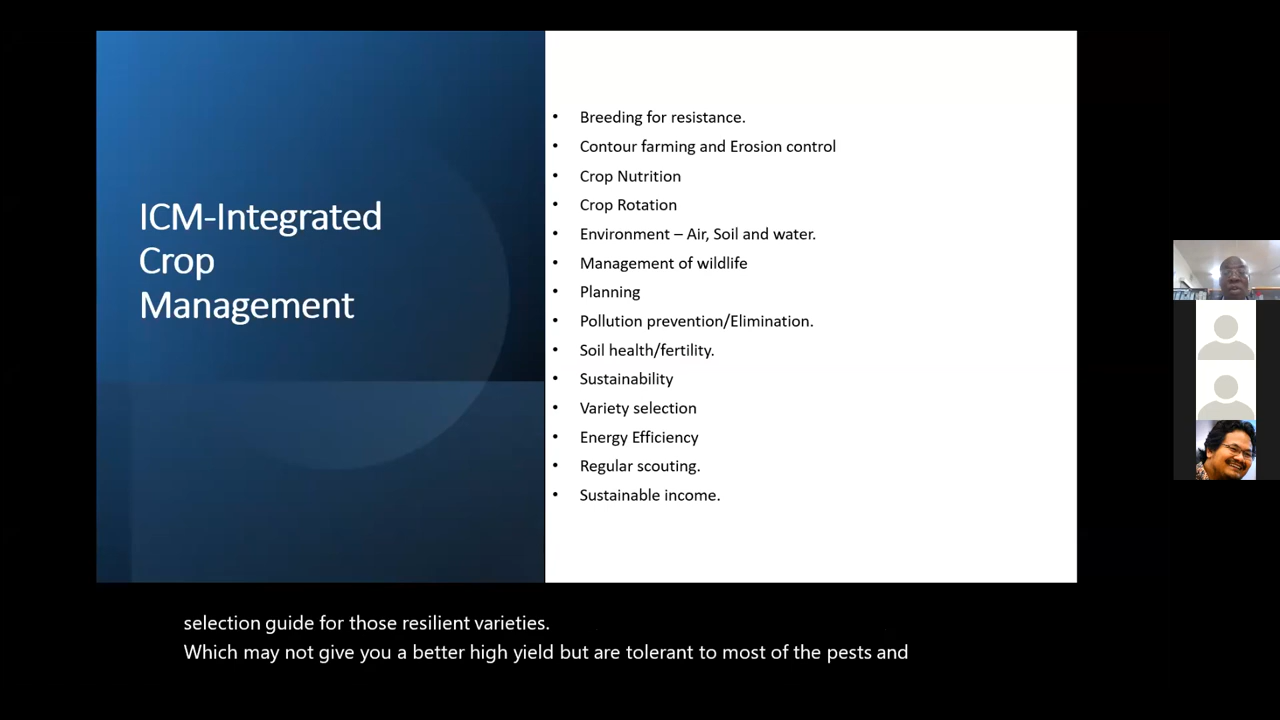 ICM-Integrated
Crop
Management
• Breeding for resistance.
• Contour farming and Erosion control
• Crop Nutrition
• Crop Rotation
• Environment – Air, Soil and water.
• Management of wildlife
• Planning
• Pollution prevention/Elimination.
• Soil health/fertility.
• Sustainability
• Variety selection
• Energy Efficiency
• Regular scouting.
• Sustainable income.
selection guide for those resilient varieties.
Which may not give you a better high yield but are tolerant to most of the pests and